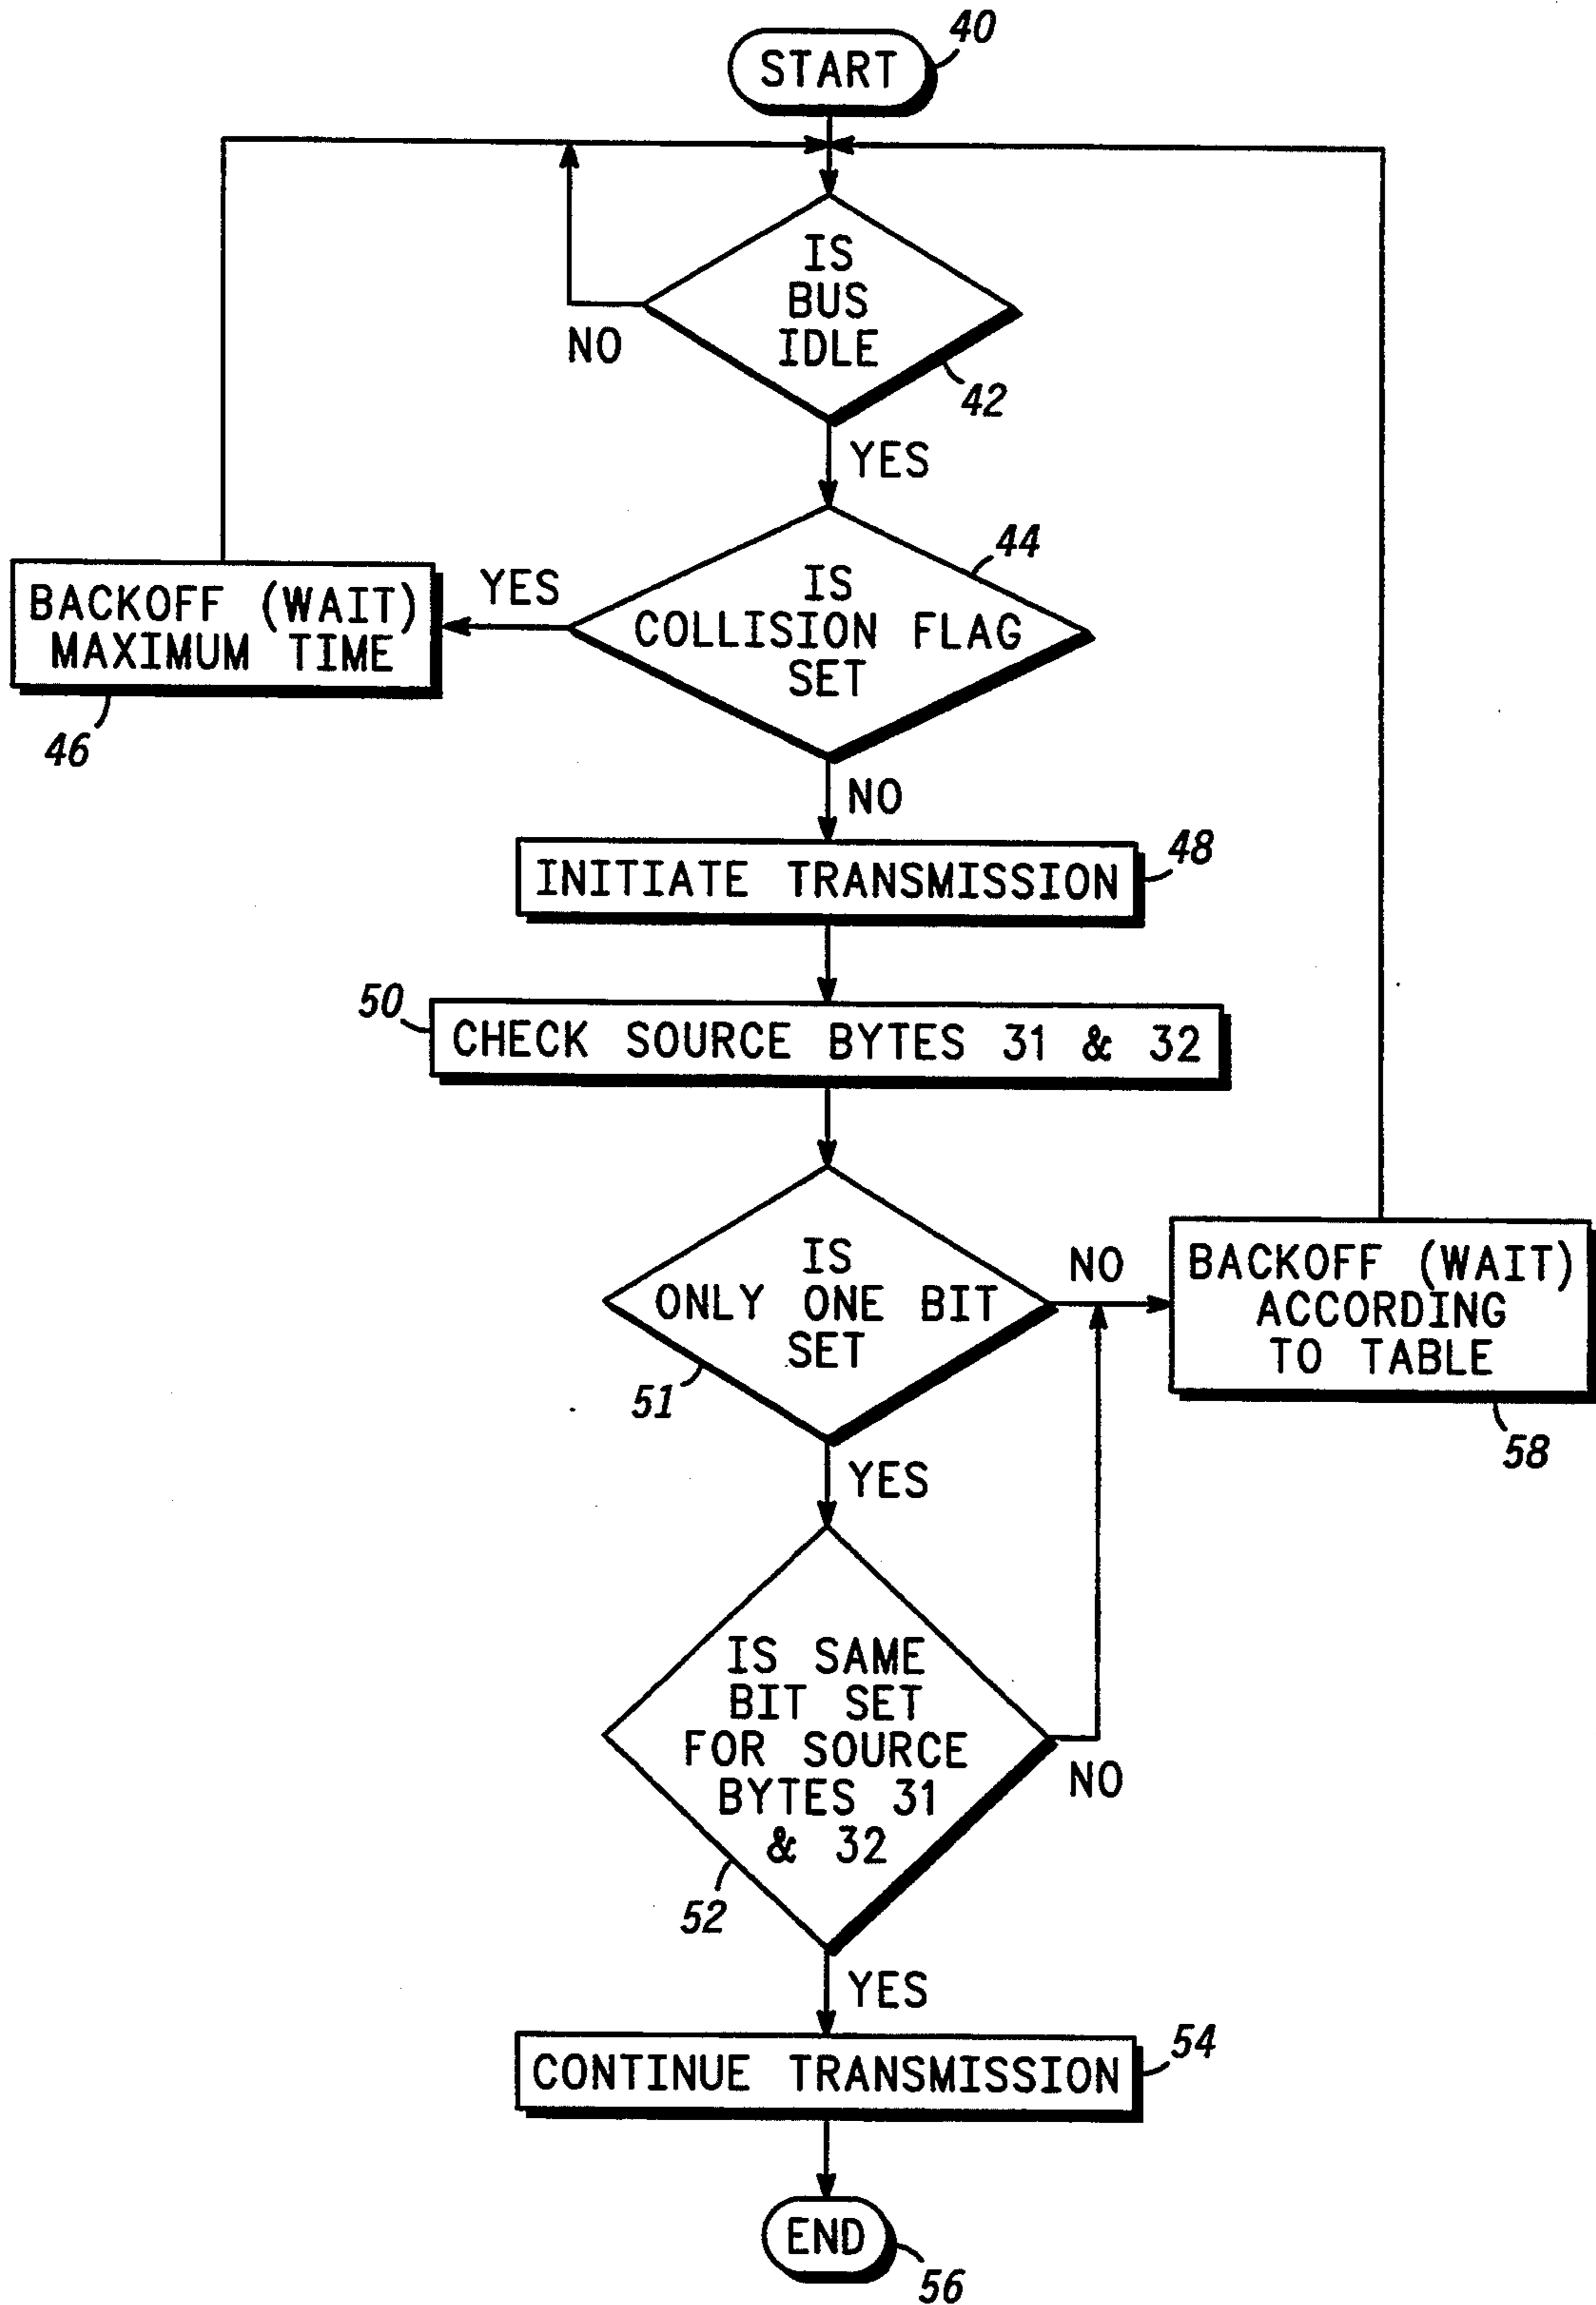 START
40
IS
BUS
IDLE
NO
42
YES
44
IS
COLLISION FLAG
SET
YES
BACKOFF (WAIT)
MAXIMUM TIME
46
NO
INITIATE TRANSMISSION
48
50
CHECK SOURCE BYTES 31 & 32
IS
ONLY ONE BIT
SET
51
NO
BACKOFF (WAIT)
ACCORDING
TO TABLE
58
YES
IS SAME
BIT SET
FOR SOURCE
BYTES 31
& 32
NO
52
YES
CONTINUE TRANSMISSION
54
END
56